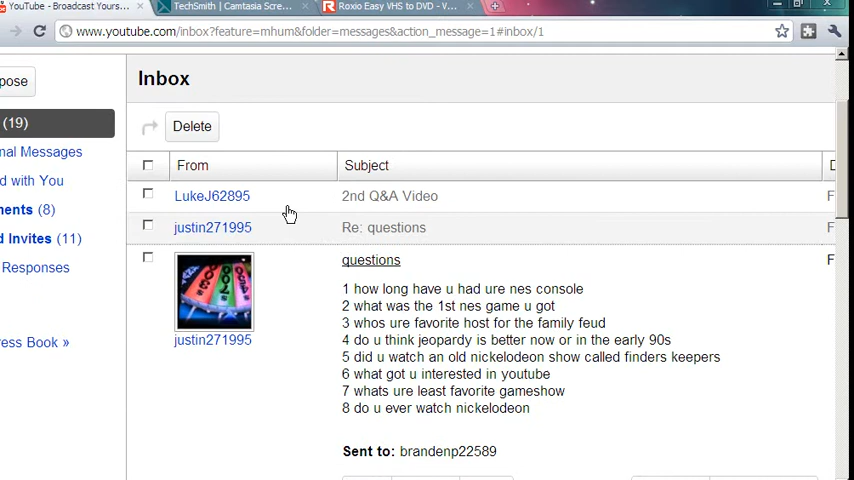 YouTube - Broadcast Yours...
TechSmith | Camtasia Scre...
Roxio Easy VHS to DVD - V...
www.youtube.com/inbox?feature=mhum&folder=messages&action_message=1#inbox/1
pose
Inbox
(19)
Delete
nal Messages
From
Subject
D
d with You
LukeJ62895
2nd Q&A Video
F
ments (8)
justin271995
Re: questions
F
d Invites (11)
questions
F
Responses
1 how long have u had ure nes console
2 what was the 1st nes game u got
3 whos ure favorite host for the family feud
4 do u think jeopardy is better now or in the early 90s
5 did u watch an old nickelodeon show called finders keepers
6 what got u interested in youtube
7 whats ure least favorite gameshow
8 do u ever watch nickelodeon
justin271995
ress Book »
Sent to: brandenp22589